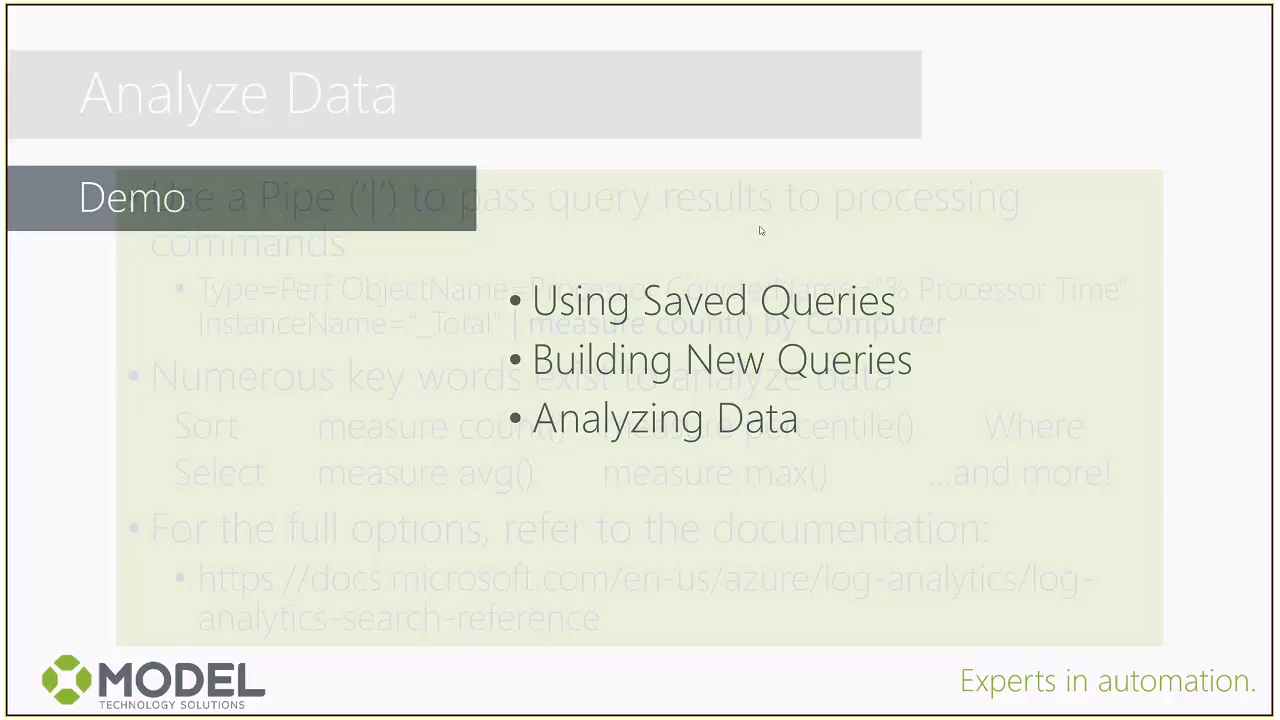 Analyze Data
Demo
Use a Pipe ('|') to pass query results to processing
commands
• Type=Perf ObjectName=Processor CounterName="% Processor Time"
InstanceName="_Total" | measure count() by Computer
• Using Saved Queries
• Building New Queries
• Analyzing Data
• Numerous key words exist to analyze data
Sort measure count() measure percentile() Where
Select measure avg() measure max() ...and more!
• For the full options, refer to the documentation:
• https://docs.microsoft.com/en-us/azure/log-analytics/log-
analytics-search-reference
MODEL
TECHNOLOGY SOLUTIONS
Experts in automation.